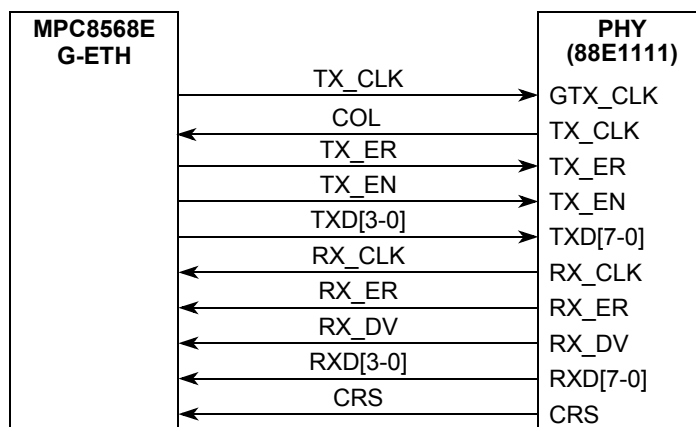 MPC8568E
G-ETH
PHY
(88E1111)
TX_CLK
GTX_CLK
COL
TX_CLK
TX_ER
TX_ER
TX_EN
TX_EN
TXD[3-0]
TXD[7-0]
RX_CLK
RX_CLK
RX_ER
RX_ER
RX_DV
RX_DV
RXD[3-0]
RXD[7-0]
CRS
CRS